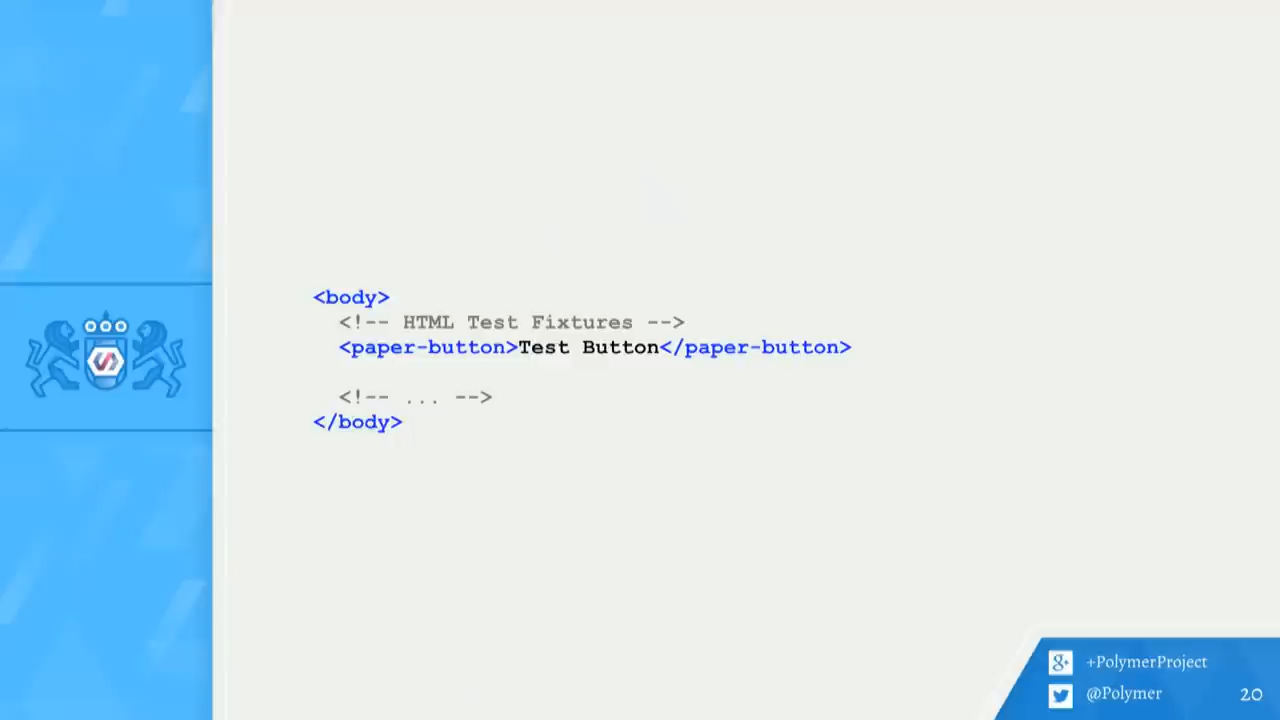 <body>
<!-- HTML Test Fixtures -->
<paper-button>Test Button</paper-button>
<!-- ... -->
</body>
+PolymerProject
@Polymer
20